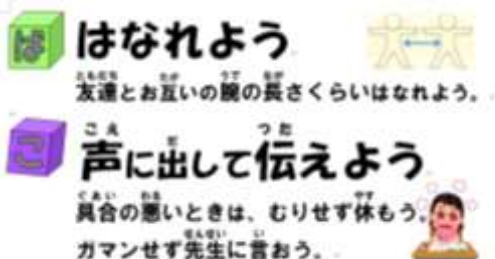 は はなれよう
友達とお互いの腕の長さくらいはなれよう。
こ 声に出して伝えよう
具合の悪いときは、むりせず休もう。
ガマンせず先生に言おう。